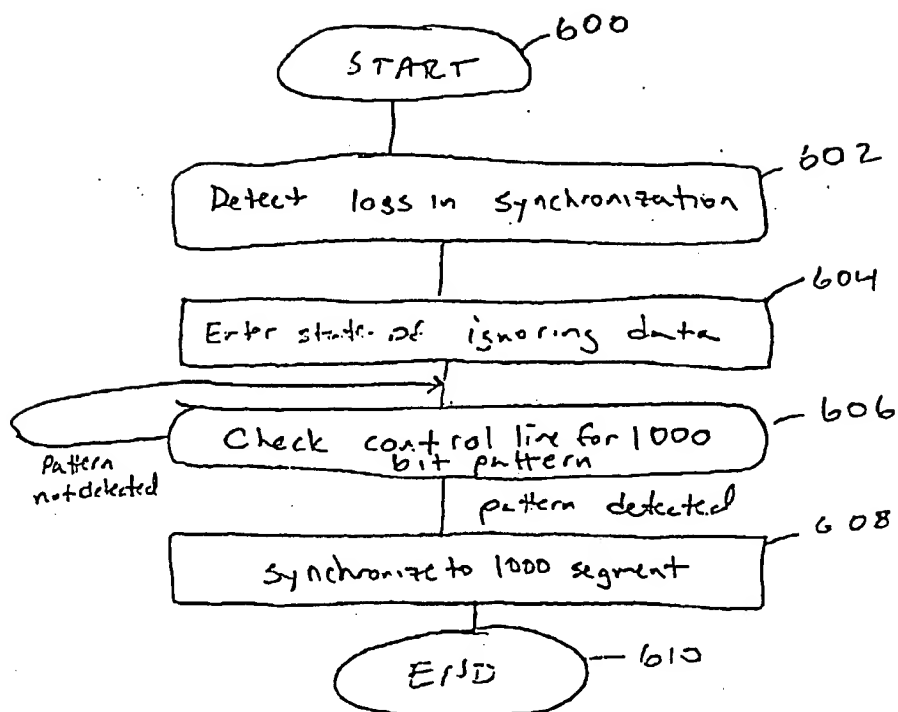 600
START
602
Detect loss in synchronization
604
Enter state of ignoring data
606
Check control line for 1000
bit pattern
pattern
not detected
pattern detected
608
synchronize to 1000 segment
END
610